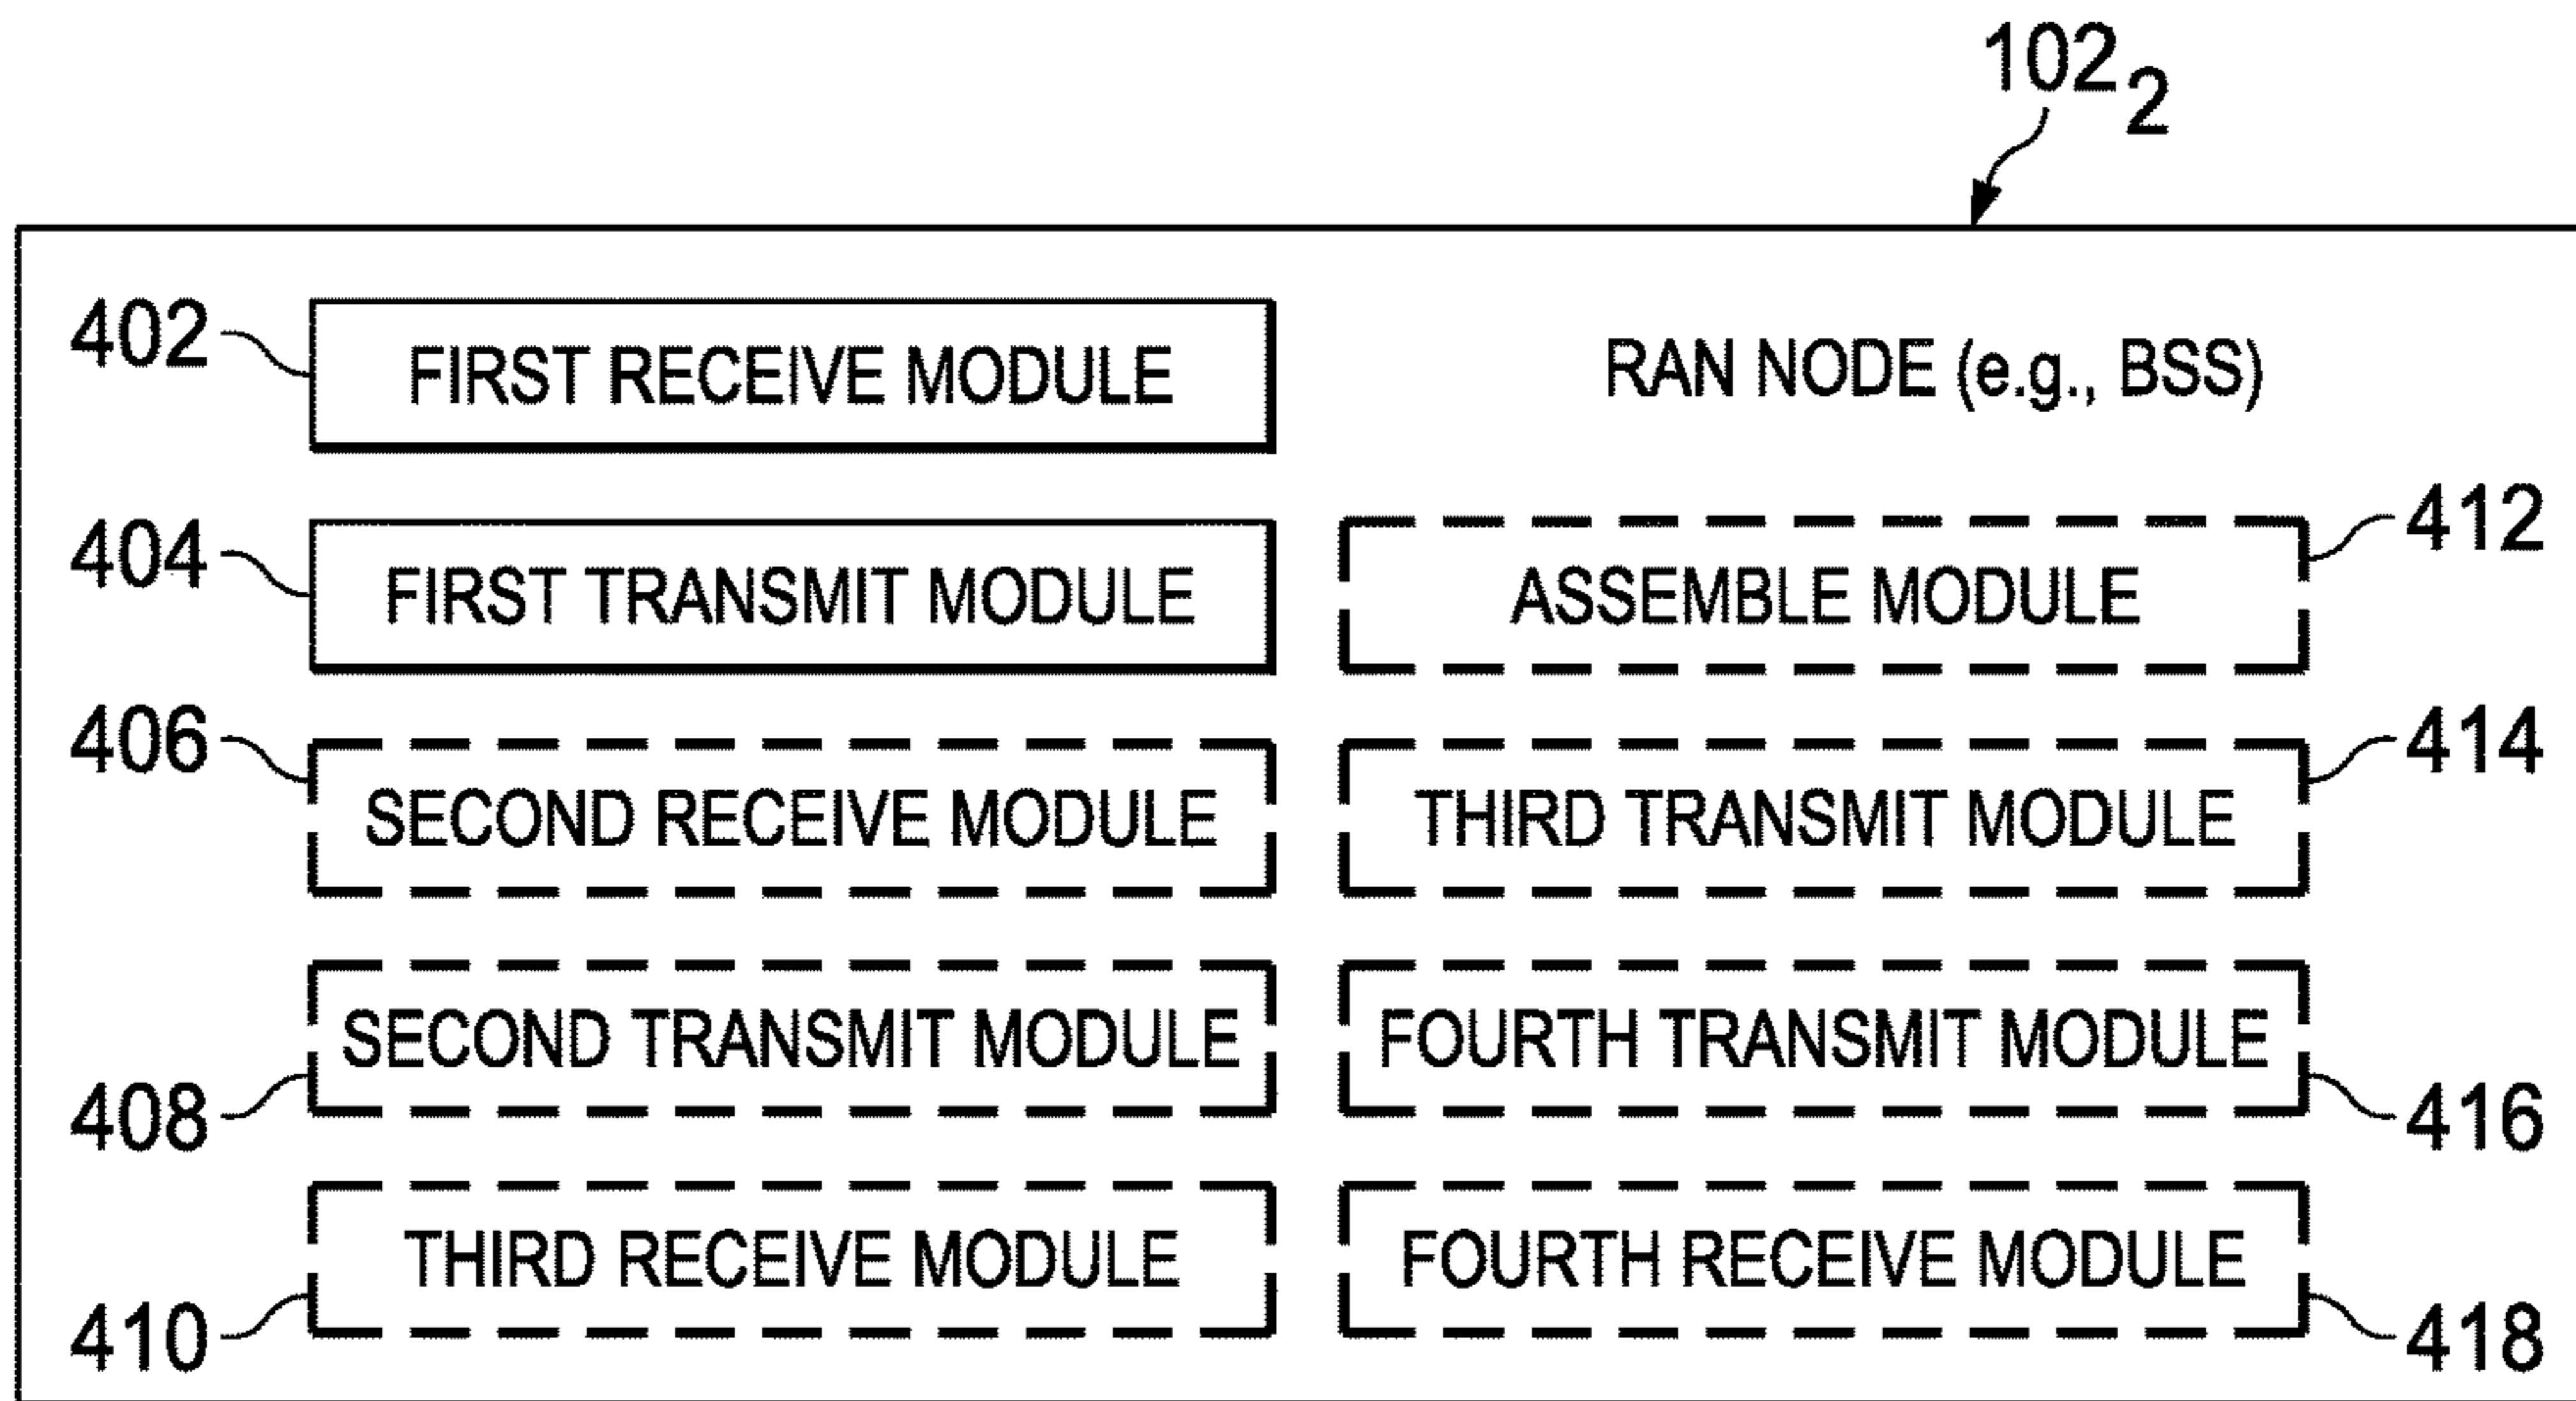 102₂
402 FIRST RECEIVE MODULE RAN NODE (e.g., BSS)
404 FIRST TRANSMIT MODULE ASSEMBLE MODULE 412
406 SECOND RECEIVE MODULE THIRD TRANSMIT MODULE 414
408 SECOND TRANSMIT MODULE FOURTH TRANSMIT MODULE 416
410 THIRD RECEIVE MODULE FOURTH RECEIVE MODULE 418